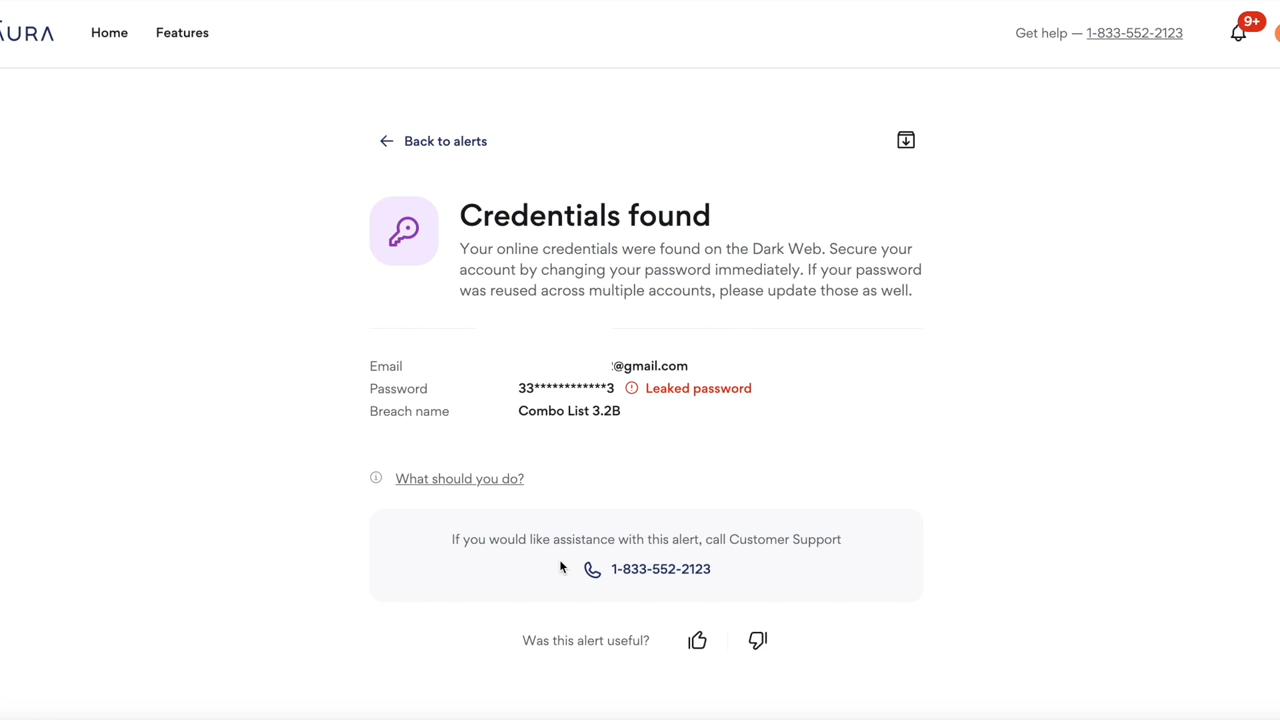 AURA
Home
Features
Get help — 1-833-552-2123
9+
Back to alerts
Credentials found
Your online credentials were found on the Dark Web. Secure your
account by changing your password immediately. If your password
was reused across multiple accounts, please update those as well.
Email @gmail.com
Password 33************3 Leaked password
Breach name Combo List 3.2B
What should you do?
If you would like assistance with this alert, call Customer Support
1-833-552-2123
Was this alert useful?